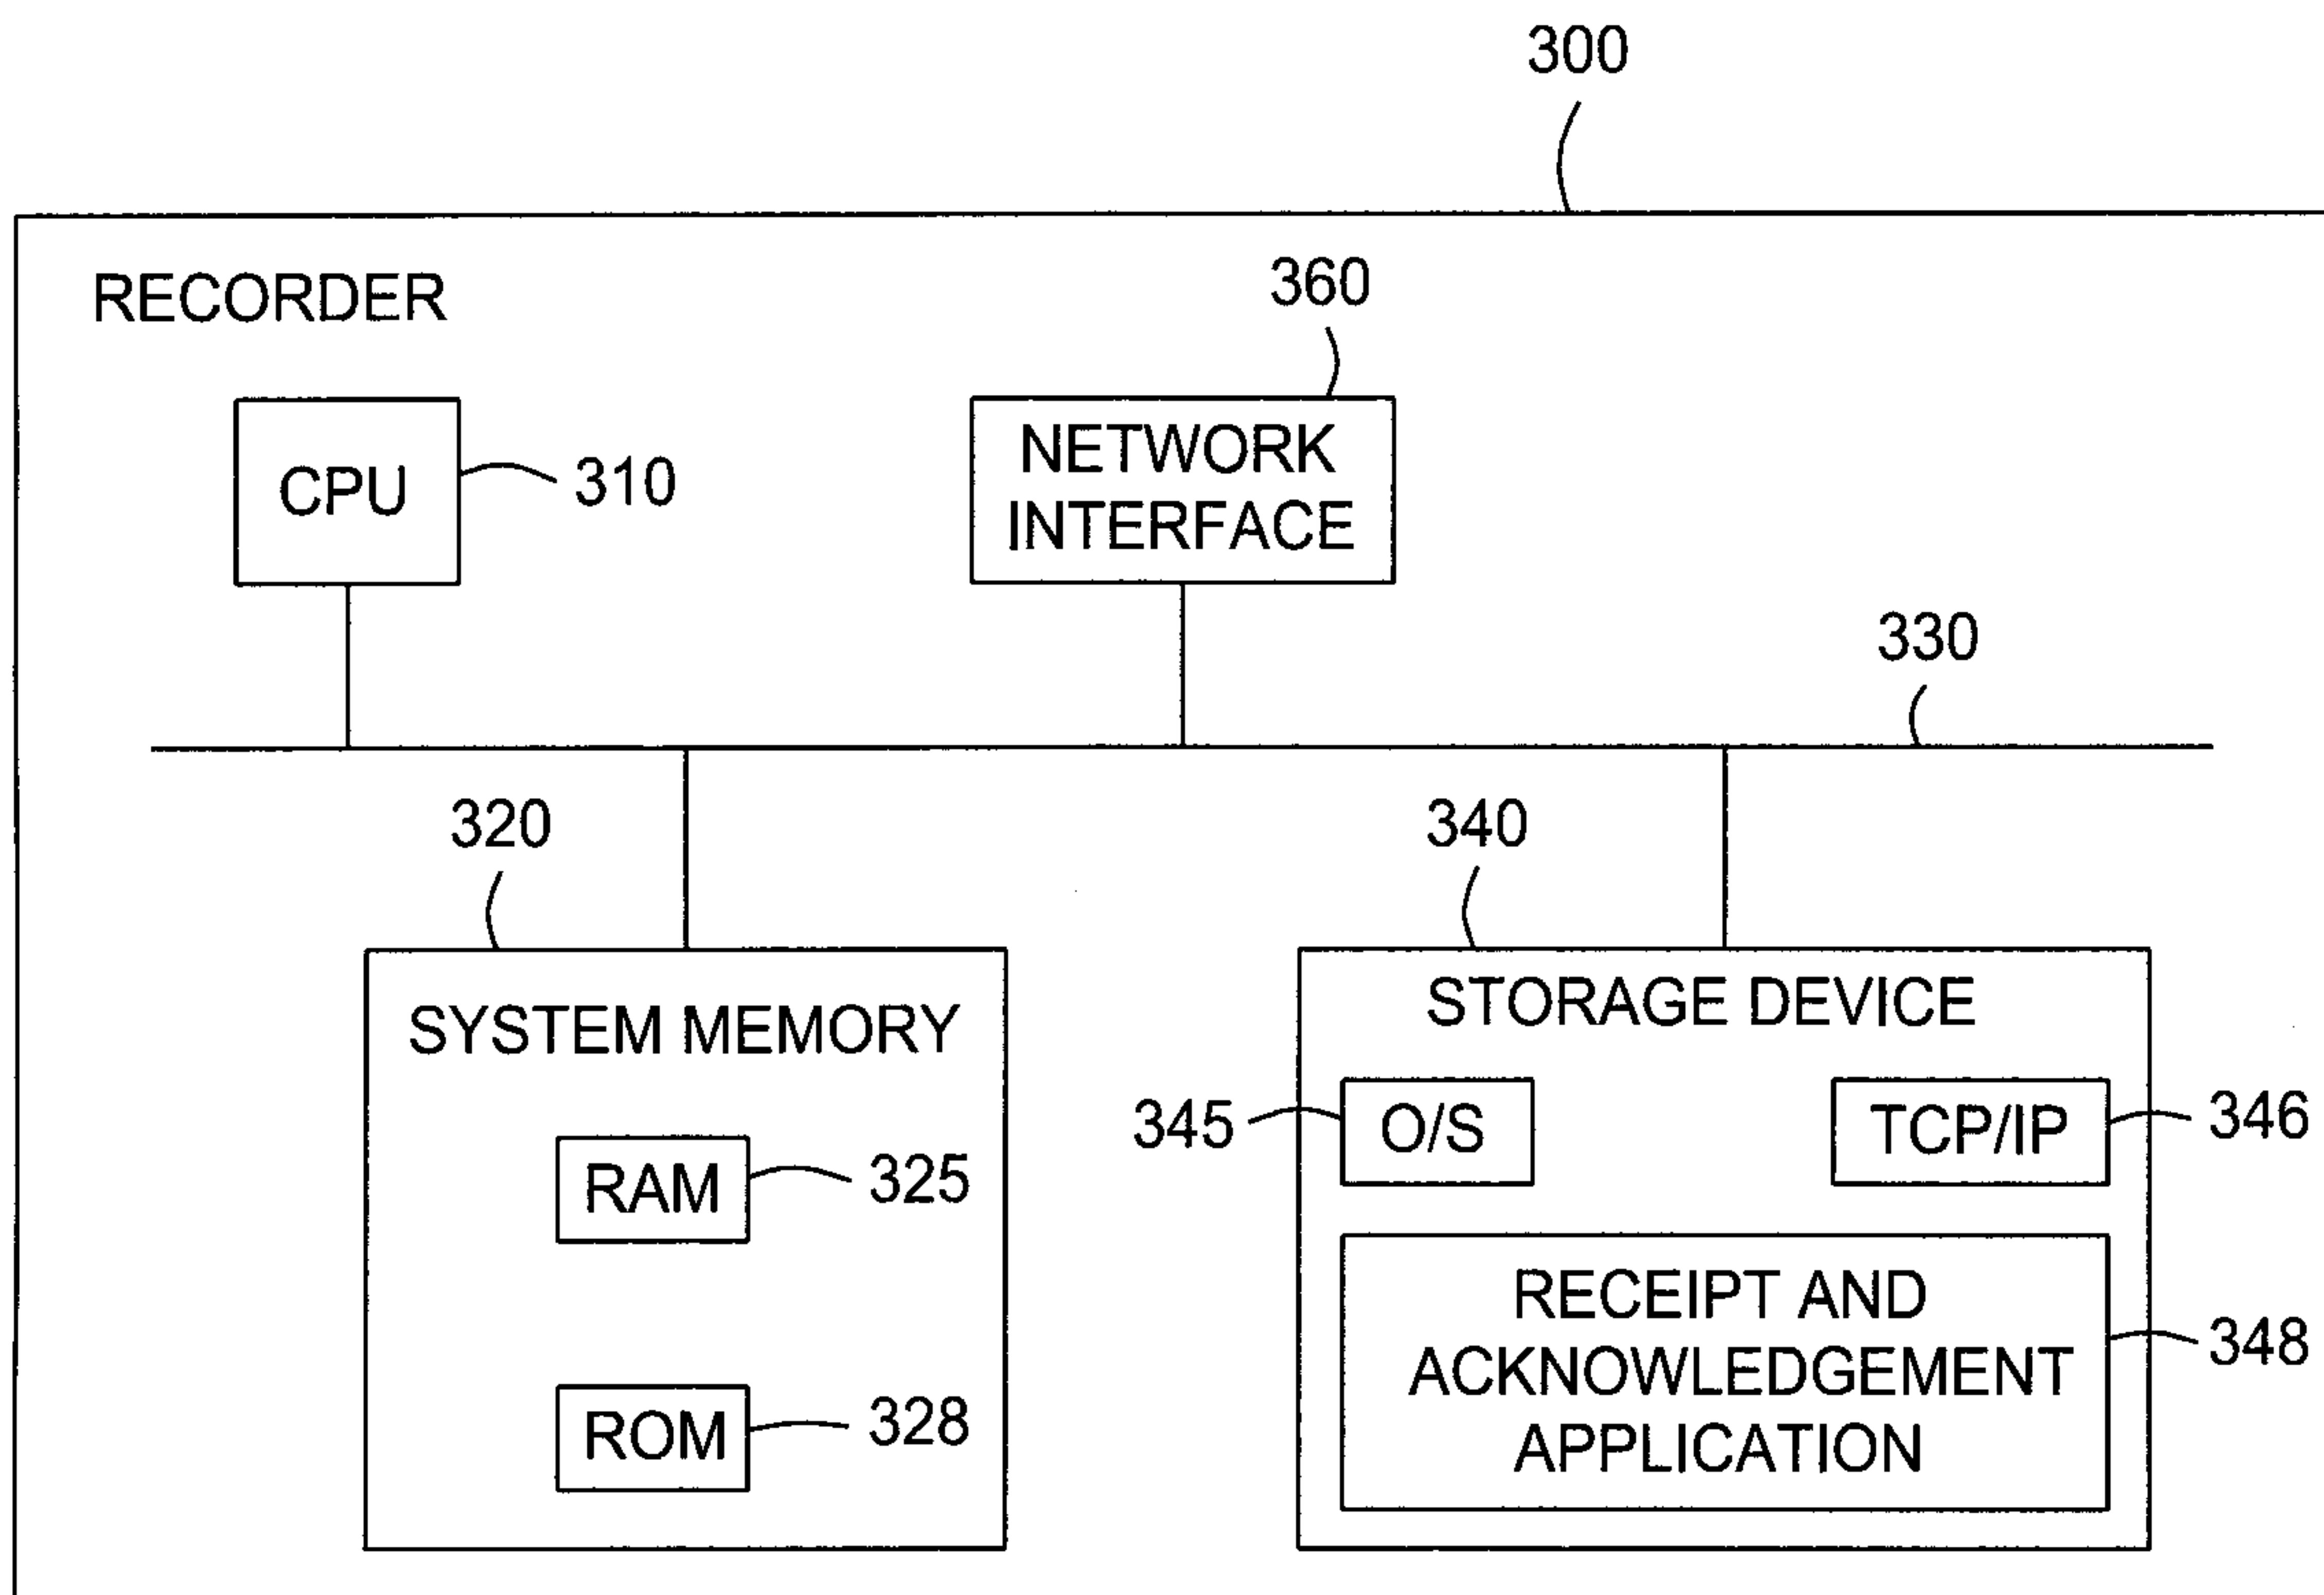 300
RECORDER
360
CPU
310
NETWORK
INTERFACE
330
320
340
SYSTEM MEMORY
RAM
325
ROM
328
STORAGE DEVICE
345
O/S
TCP/IP
346
RECEIPT AND
ACKNOWLEDGEMENT
APPLICATION
348